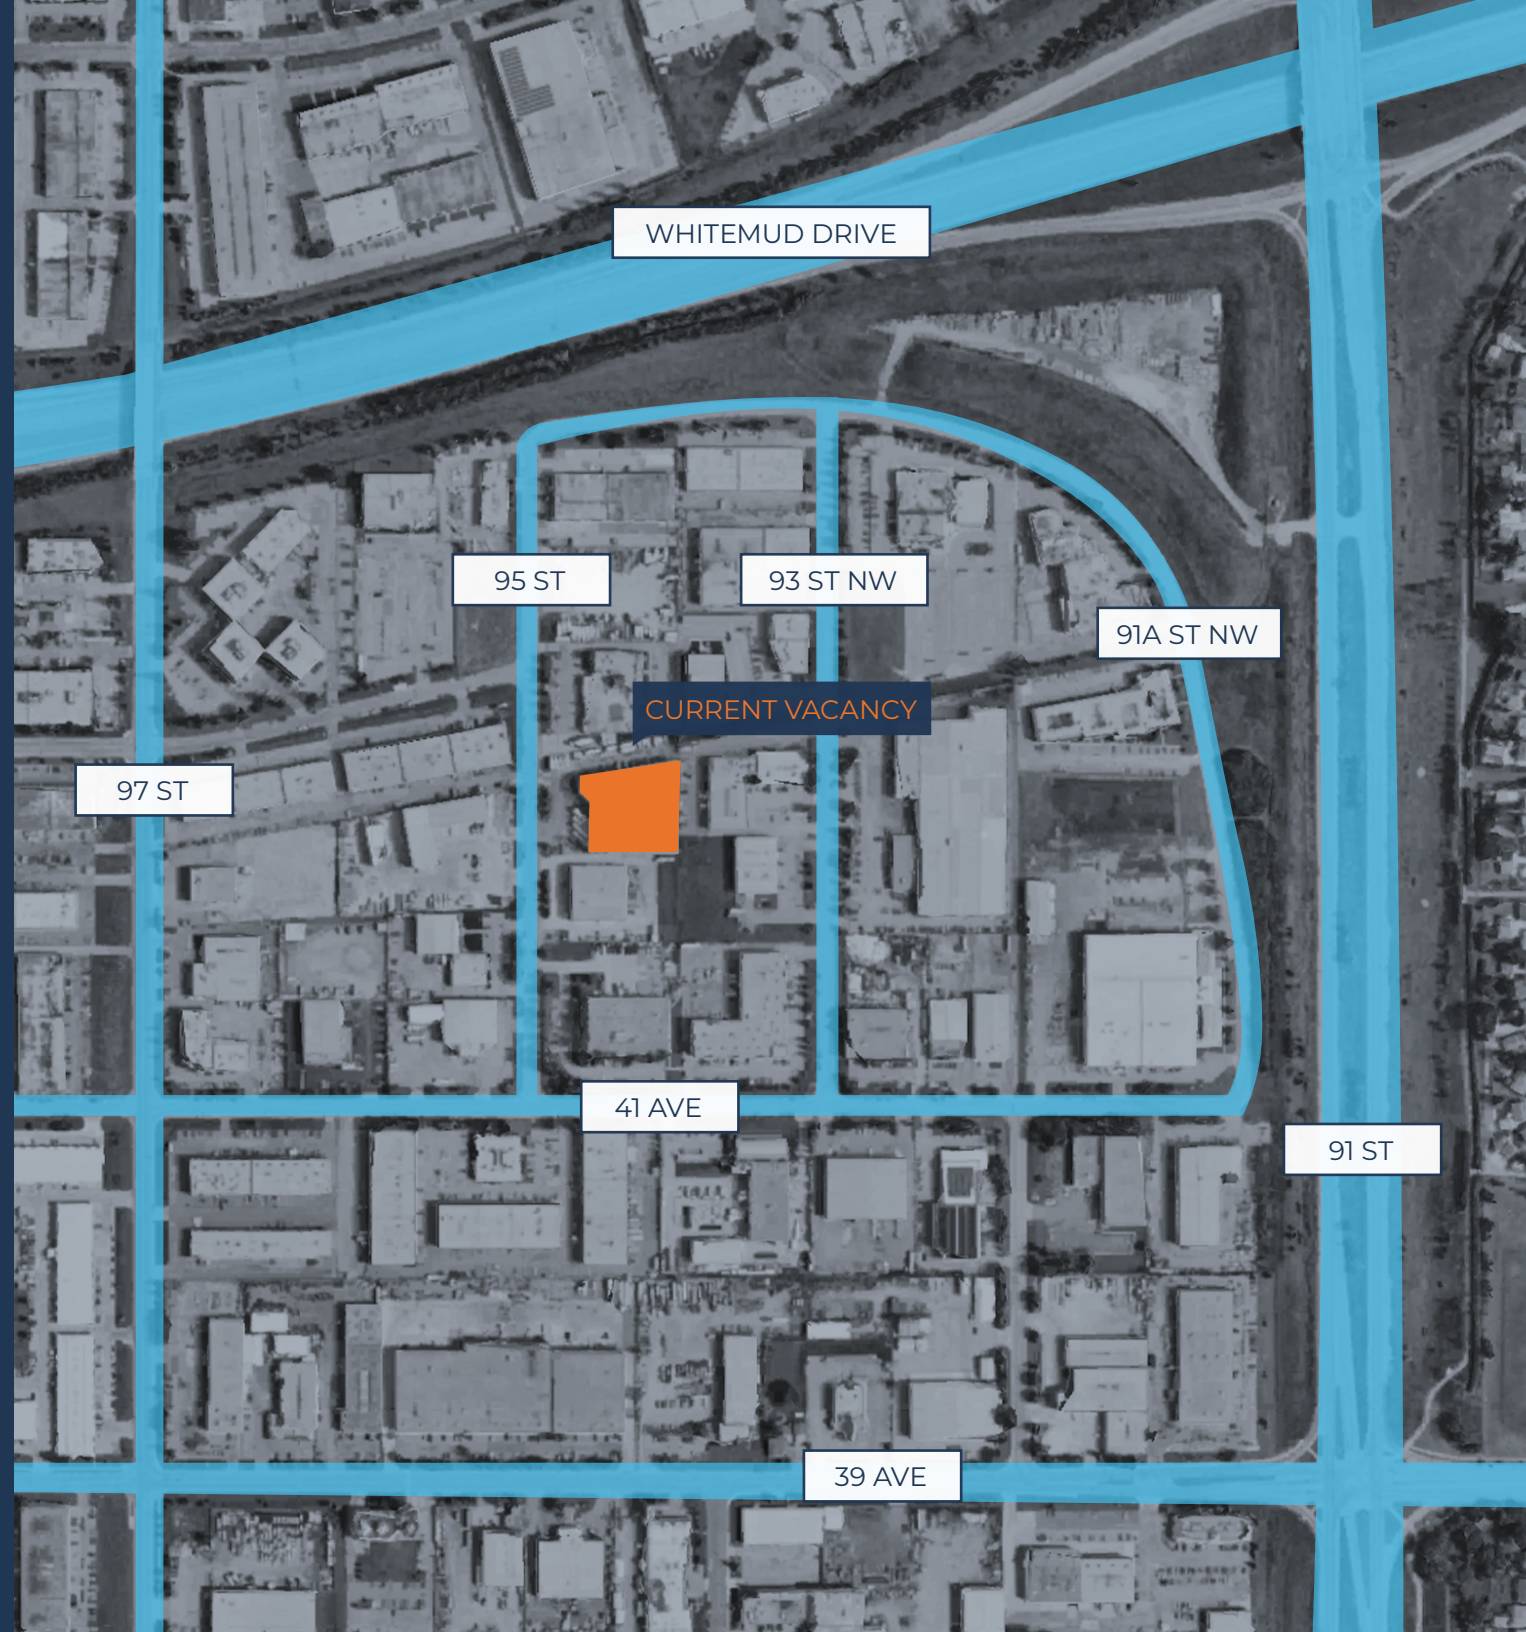 WHITEMUD DRIVE
95 ST
93 ST NW
91A ST NW
CURRENT VACANCY
97 ST
41 AVE
91 ST
39 AVE